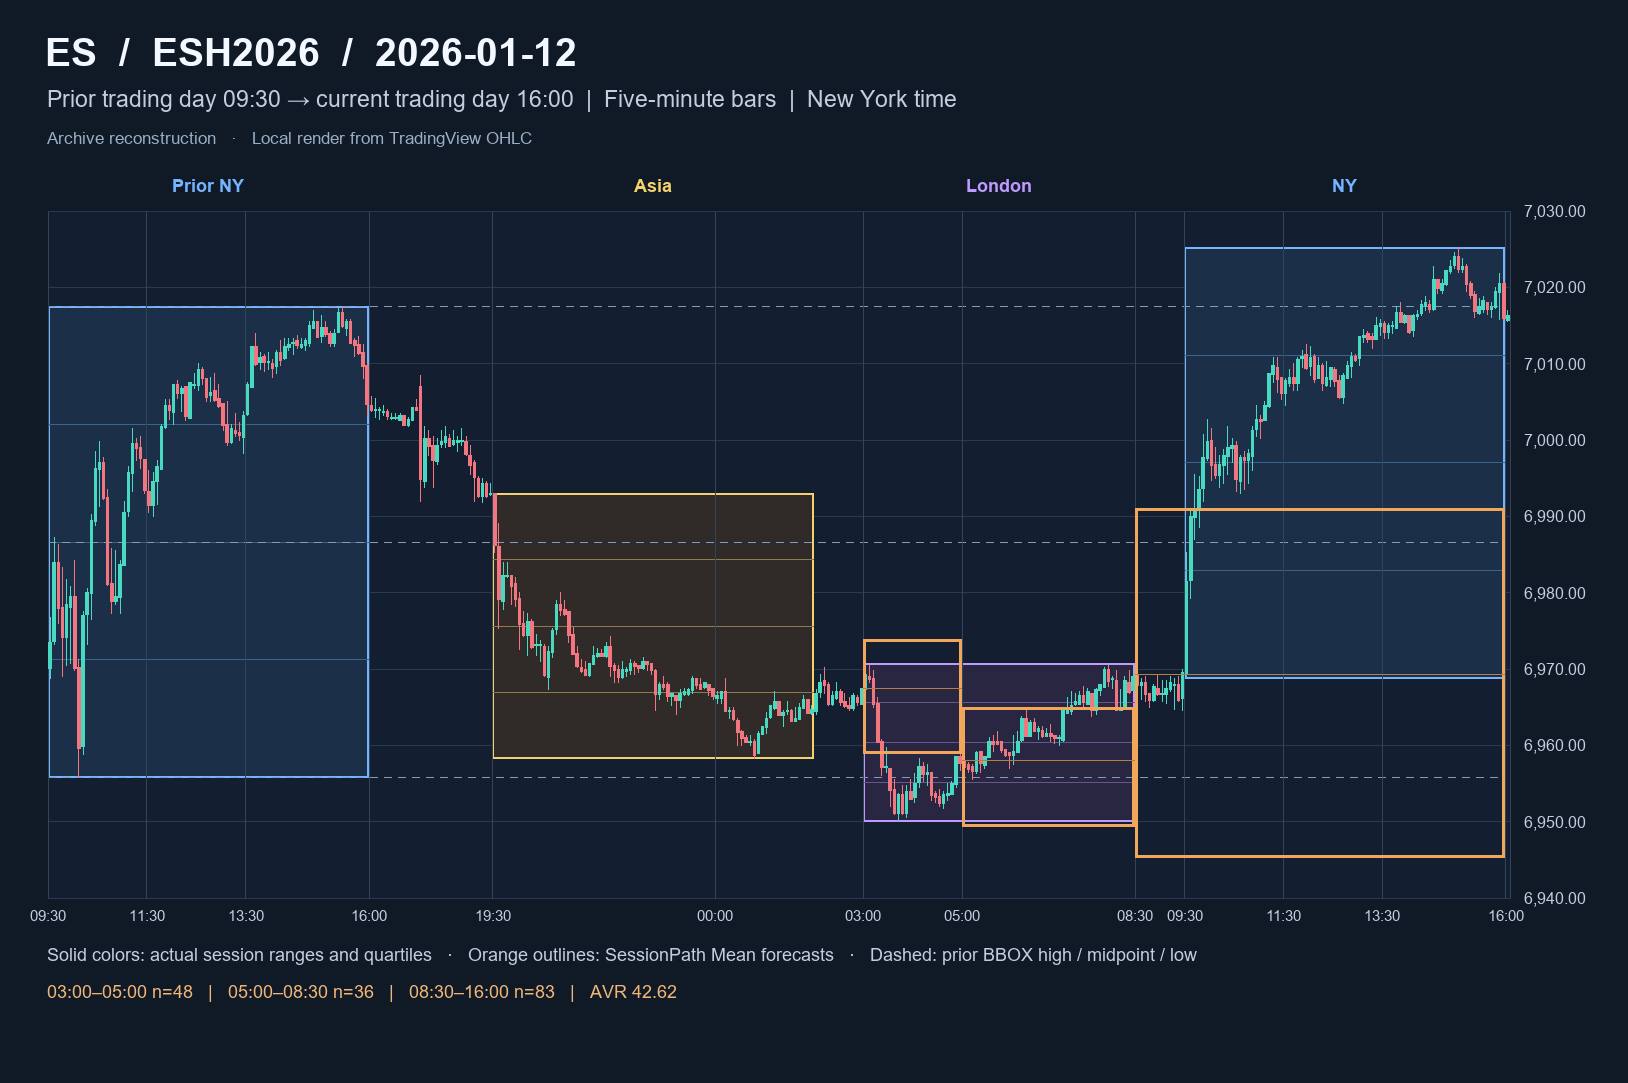 ES / ESH2026 / 2026-01-12
Prior trading day 09:30 → current trading day 16:00 | Five-minute bars | New York time
Archive reconstruction · Local render from TradingView OHLC
Prior NY Asia London NY
7,030.00
7,020.00
7,010.00
7,000.00
6,990.00
6,980.00
6,970.00
6,960.00
6,950.00
6,940.00
09:30 11:30 13:30 16:00 19:30 00:00 03:00 05:00 08:30 09:30 11:30 13:30 16:00
Solid colors: actual session ranges and quartiles · Orange outlines: SessionPath Mean forecasts · Dashed: prior BBOX high / midpoint / low
03:00–05:00 n=48 | 05:00–08:30 n=36 | 08:30–16:00 n=83 | AVR 42.62